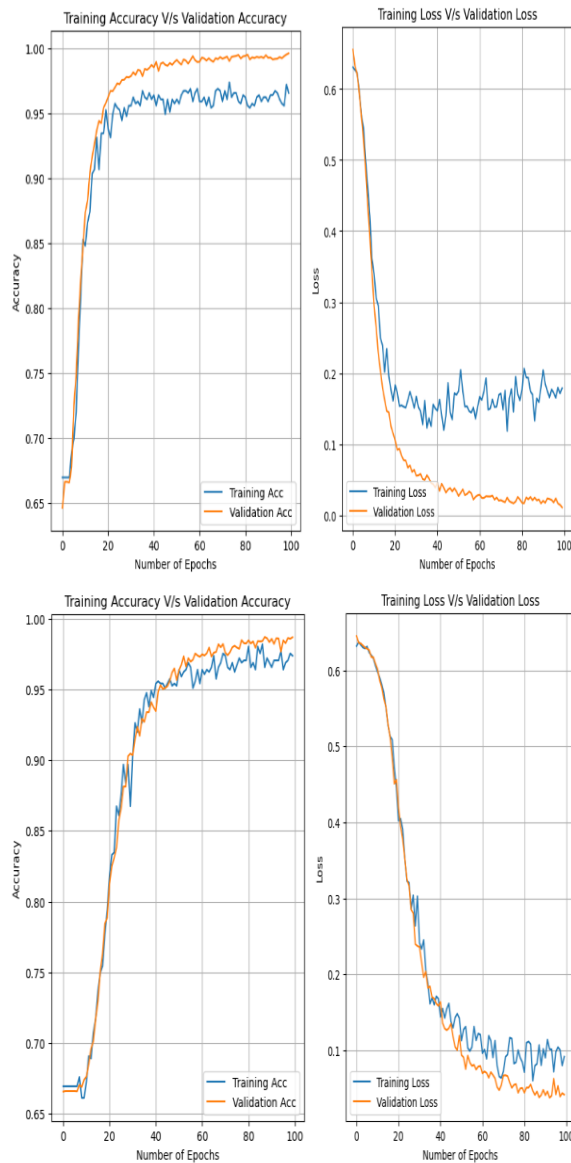 Training Accuracy V/s Validation Accuracy
1.00
0.95
0.90
0.85
0.80
0.75
0.70
0.65
Accuracy
Training Acc
Validation Acc
0 20 40 60 80 100
Number of Epochs
Training Loss V/s Validation Loss
0.6
0.5
0.4
0.3
0.2
0.1
0.0
Loss
Training Loss
Validation Loss
0 20 40 60 80 100
Number of Epochs
Training Accuracy V/s Validation Accuracy
1.00
0.95
0.90
0.85
0.80
0.75
0.70
0.65
Accuracy
Training Acc
Validation Acc
0 20 40 60 80 100
Number of Epochs
Training Loss V/s Validation Loss
0.6
0.5
0.4
0.3
0.2
0.1
Loss
Training Loss
Validation Loss
0 20 40 60 80 100
Number of Epochs